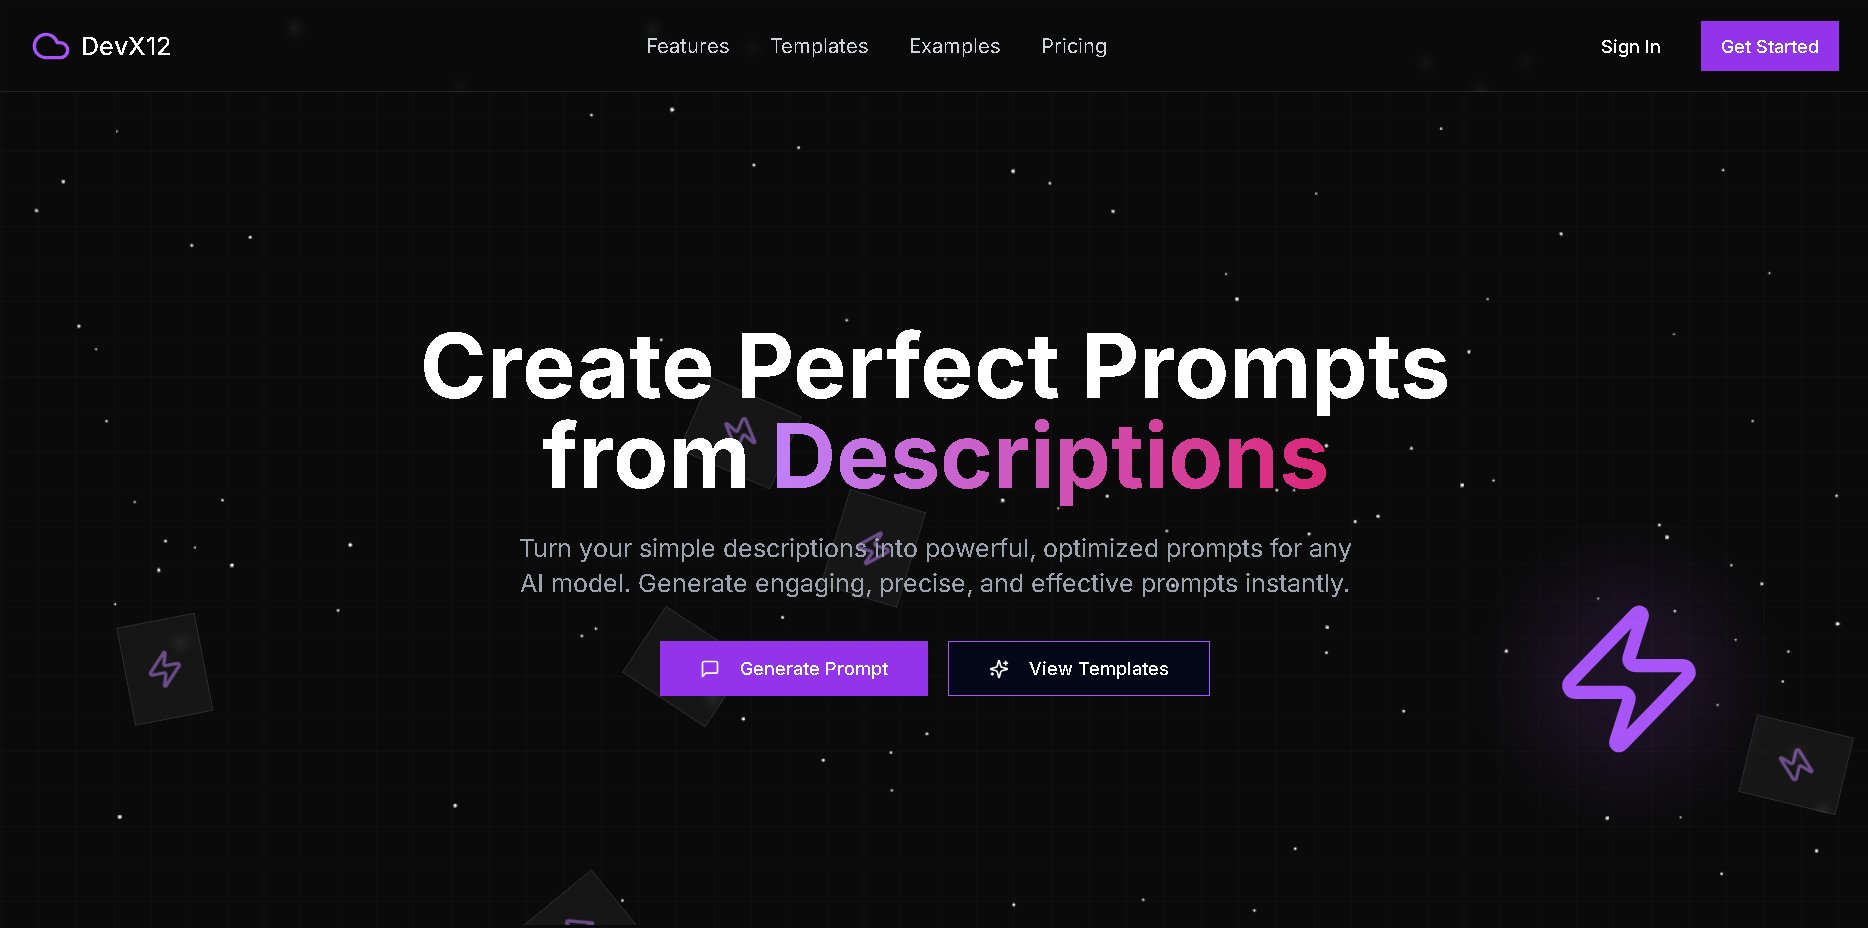 DevX12
Features
Templates
Examples
Pricing
Sign In
Get Started
Create Perfect Prompts
from Descriptions
Turn your simple descriptions into powerful, optimized prompts for any
AI model. Generate engaging, precise, and effective prompts instantly.
Generate Prompt
View Templates